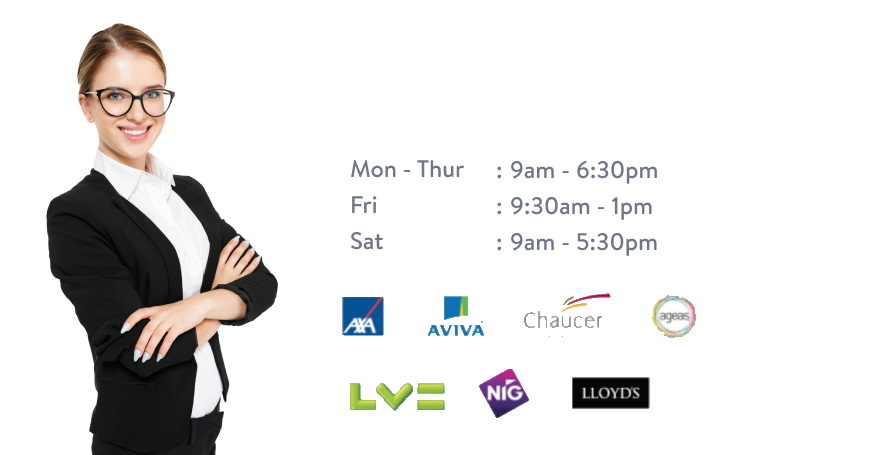 Mon - Thur : 9am - 6:30pm
Fri : 9:30am - 1pm
Sat : 9am - 5:30pm
AXA AVIVA Chaucer ageas
LV= NIG LLOYD'S